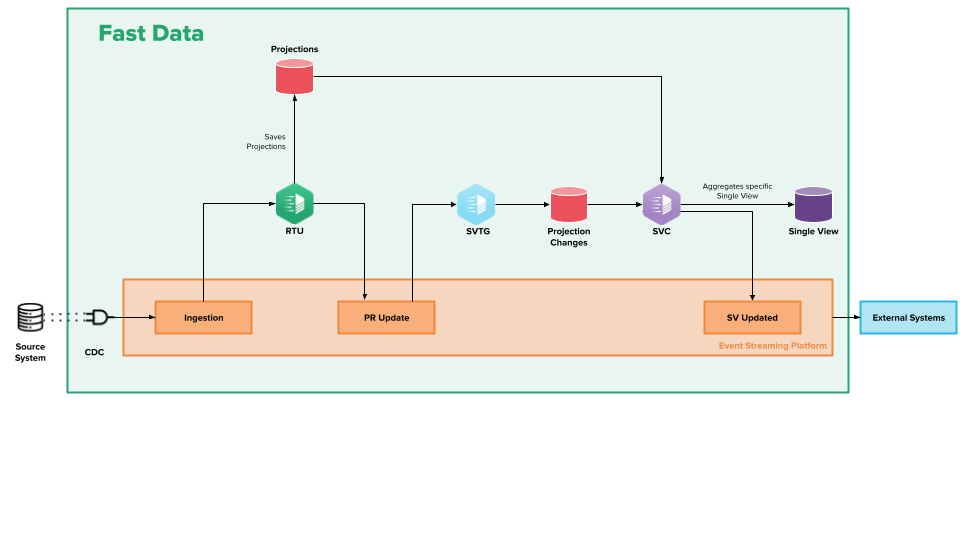 Fast Data
Projections
Saves
Projections
Aggregates specific
Single View
RTU
SVTG
Projection
Changes
SVC
Single View
Ingestion
PR Update
SV Updated
External Systems
Event Streaming Platform
Source
System
CDC